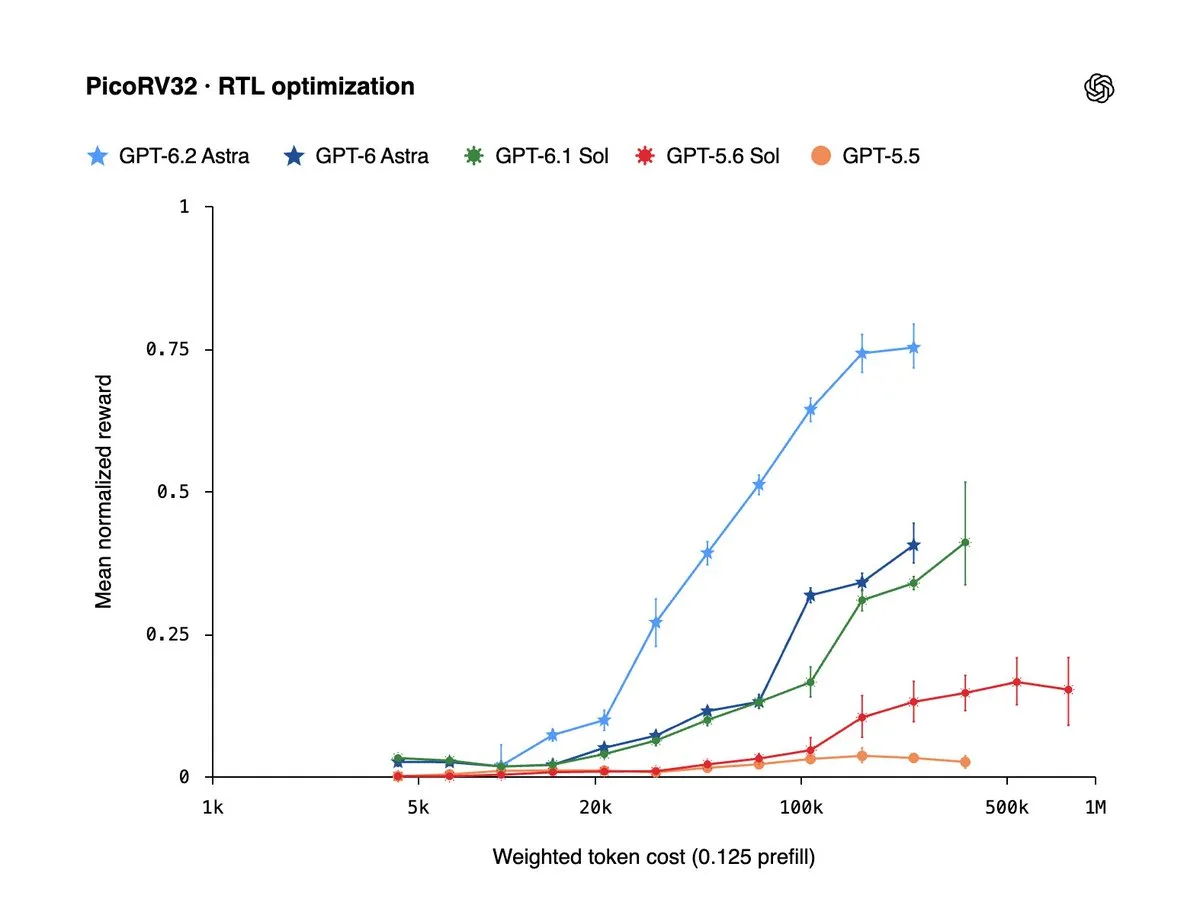 PicoRV32 · RTL optimization
GPT-6.2 Astra GPT-6 Astra GPT-6.1 Sol GPT-5.6 Sol GPT-5.5
1
0.75
0.5
0.25
0
Mean normalized reward
1k 5k 20k 100k 500k 1M
Weighted token cost (0.125 prefill)